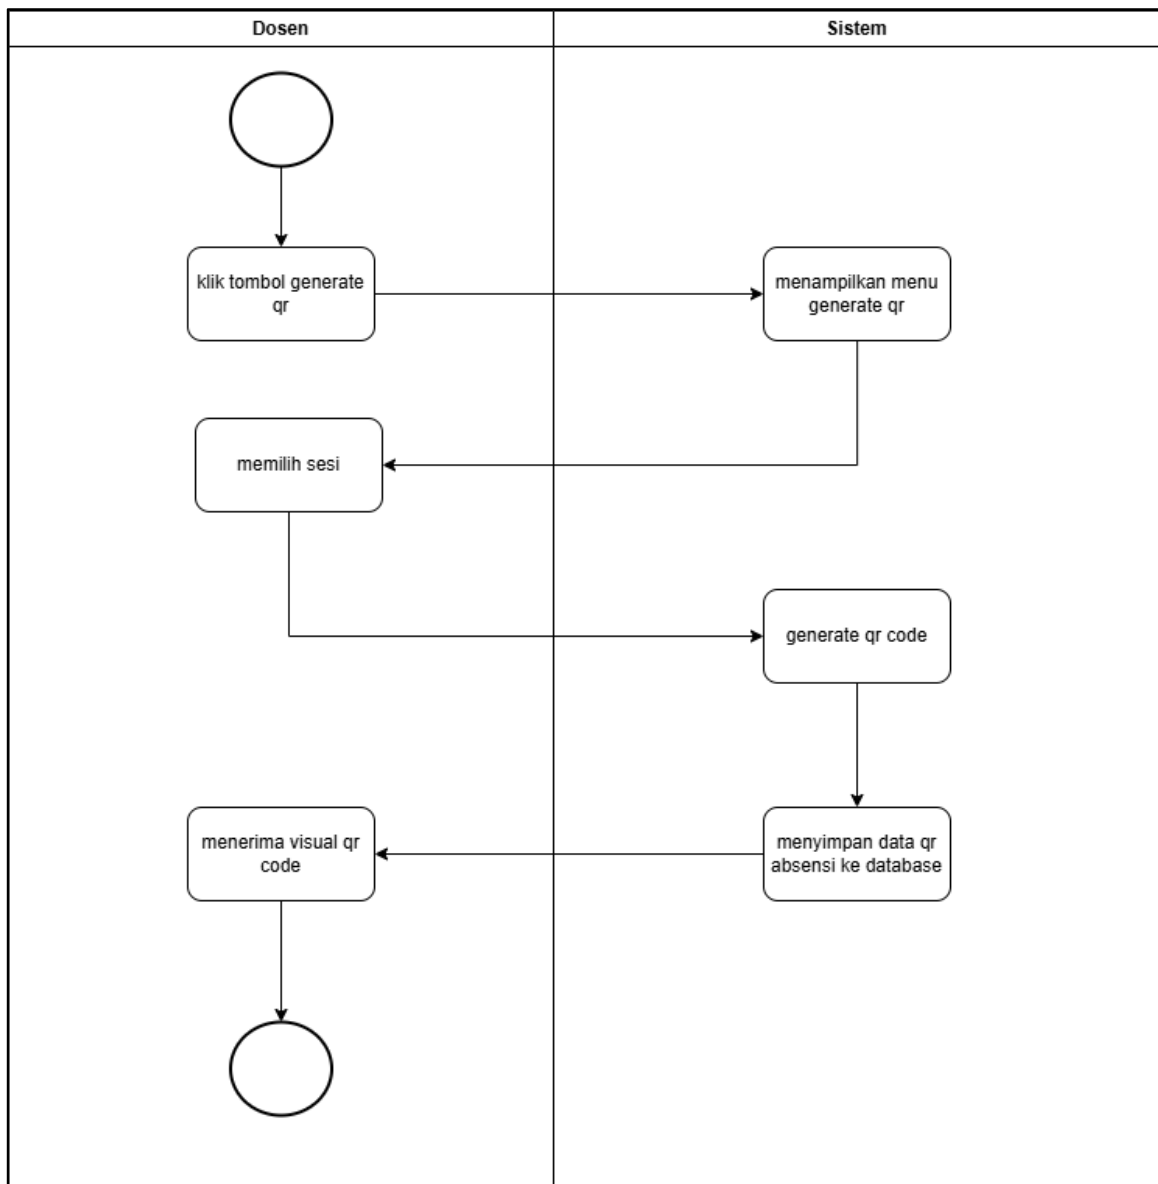 Dosen
Sistem
klik tombol generate
qr
menampilkan menu
generate qr
memilih sesi
generate qr code
menyimpan data qr
absensi ke database
menerima visual qr
code